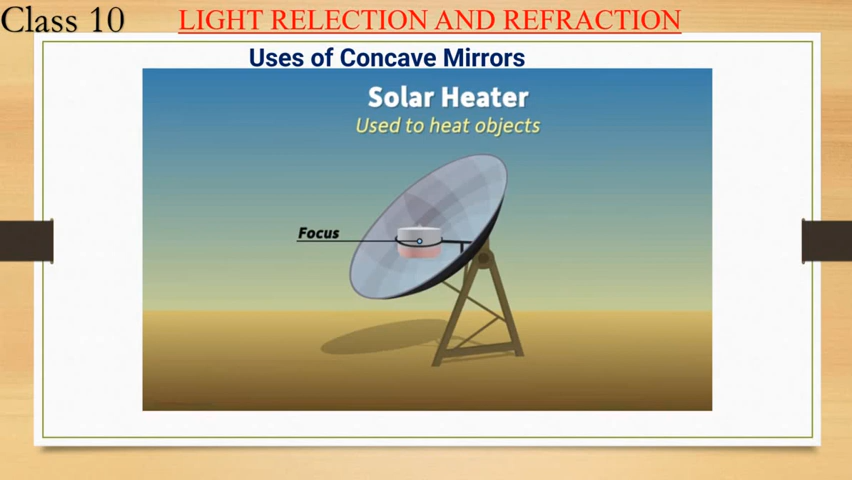 Class 10
LIGHT RELECTION AND REFRACTION
Uses of Concave Mirrors
Solar Heater
Used to heat objects
Focus